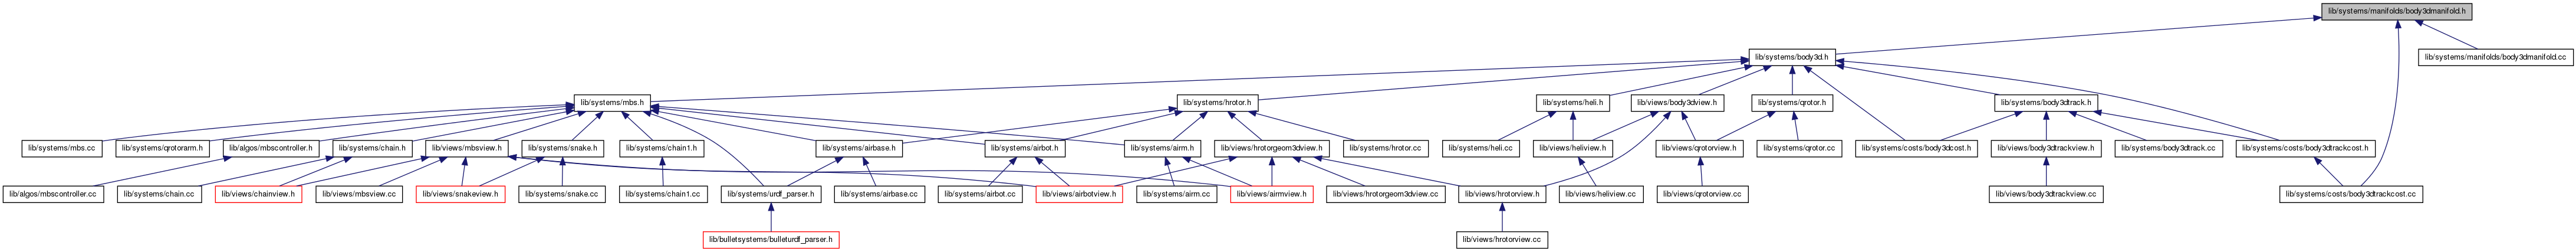 lib/systems/manifolds/body3dmanifold.h
lib/systems/body3d.h
lib/systems/manifolds/body3dmanifold.cc
lib/systems/mbs.h
lib/systems/hrotor.h
lib/systems/heli.h
lib/views/body3dview.h
lib/systems/qrotor.h
lib/systems/body3dtrack.h
lib/systems/mbs.cc
lib/systems/qrotorarm.h
lib/algos/mbscontroller.h
lib/systems/chain.h
lib/views/mbsview.h
lib/systems/snake.h
lib/systems/chain1.h
lib/systems/airbase.h
lib/systems/airbot.h
lib/systems/airm.h
lib/views/hrotorgeom3dview.h
lib/systems/hrotor.cc
lib/systems/heli.cc
lib/views/heliview.h
lib/views/qrotorview.h
lib/systems/qrotor.cc
lib/systems/costs/body3dcost.h
lib/views/body3dtrackview.h
lib/systems/body3dtrack.cc
lib/systems/costs/body3dtrackcost.h
lib/algos/mbscontroller.cc
lib/systems/chain.cc
lib/views/chainview.h
lib/views/mbsview.cc
lib/views/snakeview.h
lib/systems/snake.cc
lib/systems/chain1.cc
lib/systems/urdf_parser.h
lib/systems/airbase.cc
lib/systems/airbot.cc
lib/views/airbotview.h
lib/systems/airm.cc
lib/views/airmview.h
lib/views/hrotorgeom3dview.cc
lib/views/hrotorview.h
lib/views/heliview.cc
lib/views/qrotorview.cc
lib/views/body3dtrackview.cc
lib/systems/costs/body3dtrackcost.cc
lib/bulletsystems/bulleturdf_parser.h
lib/views/hrotorview.cc